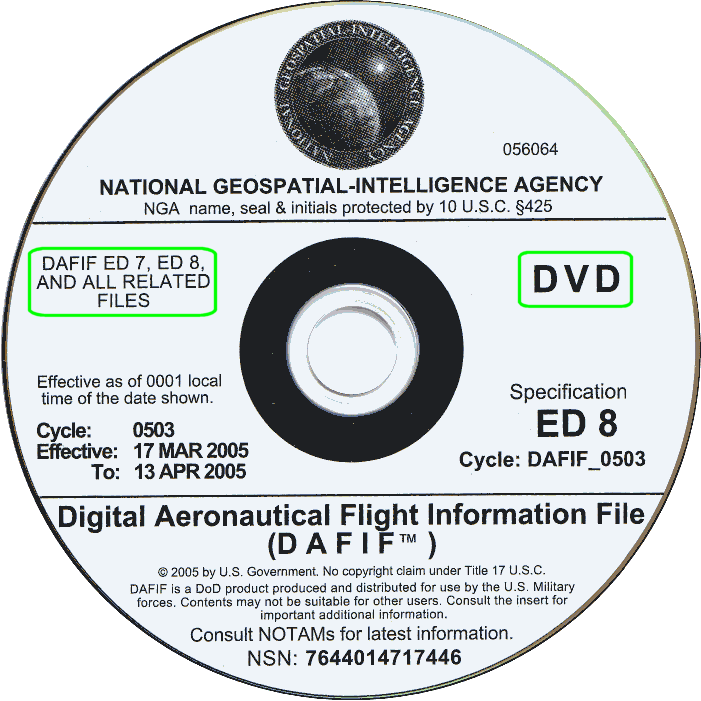 NATIONAL GEOSPATIAL-INTELLIGENCE AGENCY
056064
NATIONAL GEOSPATIAL-INTELLIGENCE AGENCY
NGA name, seal & initials protected by 10 U.S.C. §425
DAFIF ED 7, ED 8,
AND ALL RELATED
FILES
DVD
Effective as of 0001 local
time of the date shown.
Cycle: 0503
Effective: 17 MAR 2005
To: 13 APR 2005
Specification
ED 8
Cycle: DAFIF_0503
Digital Aeronautical Flight Information File
(DAFIF™ )
© 2005 by U.S. Government. No copyright claim under Title 17 U.S.C.
DAFIF is a DoD product produced and distributed for use by the U.S. Military
forces. Contents may not be suitable for other users. Consult the insert for
important additional information.
Consult NOTAMs for latest information.
NSN: 7644014717446